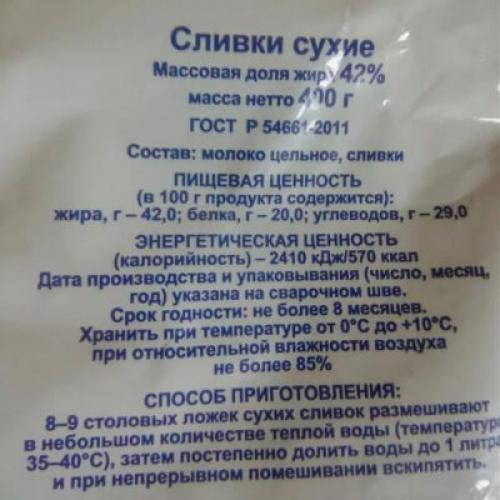 Сливки сухие
Массовая доля жира 42%
масса нетто 400 г
ГОСТ Р 54661-2011
Состав: молоко цельное, сливки
ПИЩЕВАЯ ЦЕННОСТЬ
(в 100 г продукта содержится):
жира, г – 42,0; белка, г – 20,0; углеводов, г – 29,0
ЭНЕРГЕТИЧЕСКАЯ ЦЕННОСТЬ
(калорийность) – 2410 кДж/570 ккал
Дата производства и упаковывания (число, месяц,
год) указана на сварочном шве.
Срок годности: не более 8 месяцев.
Хранить при температуре от 0°С до +10°С,
при относительной влажности воздуха
не более 85%
СПОСОБ ПРИГОТОВЛЕНИЯ:
8–9 столовых ложек сухих сливок размешивают
в небольшом количестве теплой воды (температура
35–40°С), затем постепенно долить воды до 1 литра
и при непрерывном помешивании вскипятить.